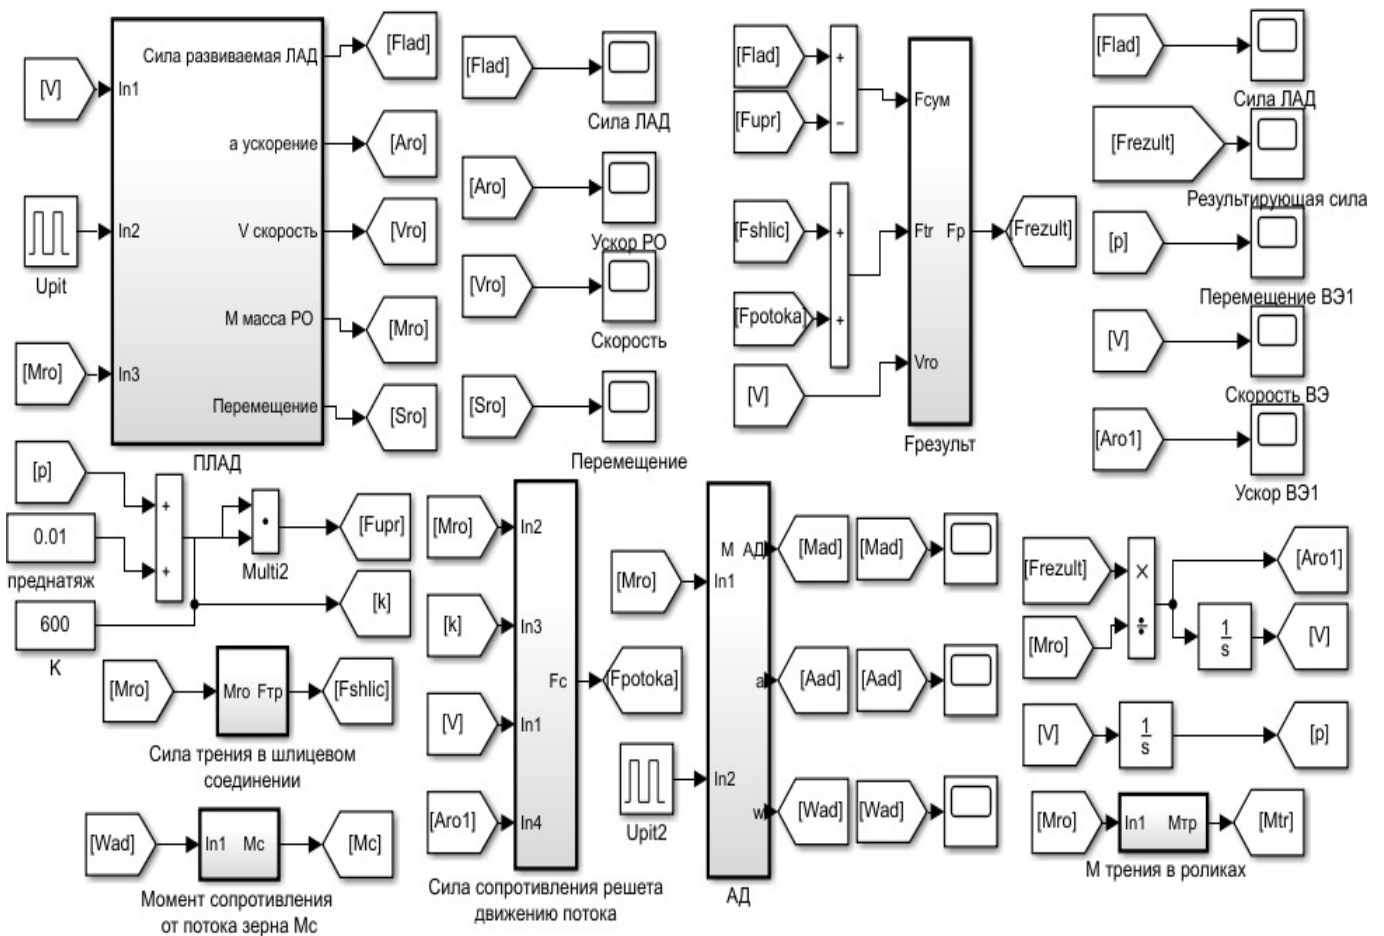 [V]
Upit
[Mro]
In1
In2
In3
Сила развиваемая ЛАД
а ускорение
V скорость
М масса РО
Перемещение
ПЛАД
[Flad]
[Aro]
[Vro]
[Mro]
[Sro]
[Flad]
Сила ЛАД
[Aro]
Ускор РО
[Vro]
Скорость
[Sro]
Перемещение
[Flad]
[Fupr]
+
−
[Fshlic]
[Fpotoka]
+
+
[V]
Fсум
Ftr
Fp
Vro
Fрезульт
[Frezult]
[Flad]
Сила ЛАД
[Frezult]
Результирующая сила
[p]
Перемещение ВЭ1
[V]
Скорость ВЭ
[Aro1]
Ускор ВЭ1
[p]
0.01
преднатяж
600
K
+
+
Multi2
[Fupr]
[k]
[Mro]
Mro
Fтр
[Fshlic]
Сила трения в шлицевом
соединении
[Wad]
In1
Mc
[Mc]
Момент сопротивления
от потока зерна Mc
[Mro]
[k]
[V]
[Aro1]
In2
In3
In1
In4
Fc
[Fpotoka]
Сила сопротивления решета
движению потока
[Mro]
Upit2
In1
In2
М АД
a
w
АД
[Mad]
[Mad]
[Aad]
[Aad]
[Wad]
[Wad]
[Frezult]
[Mro]
×
÷
1
s
[Aro1]
[V]
[V]
1
s
[p]
[Mro]
In1
Mтр
[Mtr]
М трения в роликах